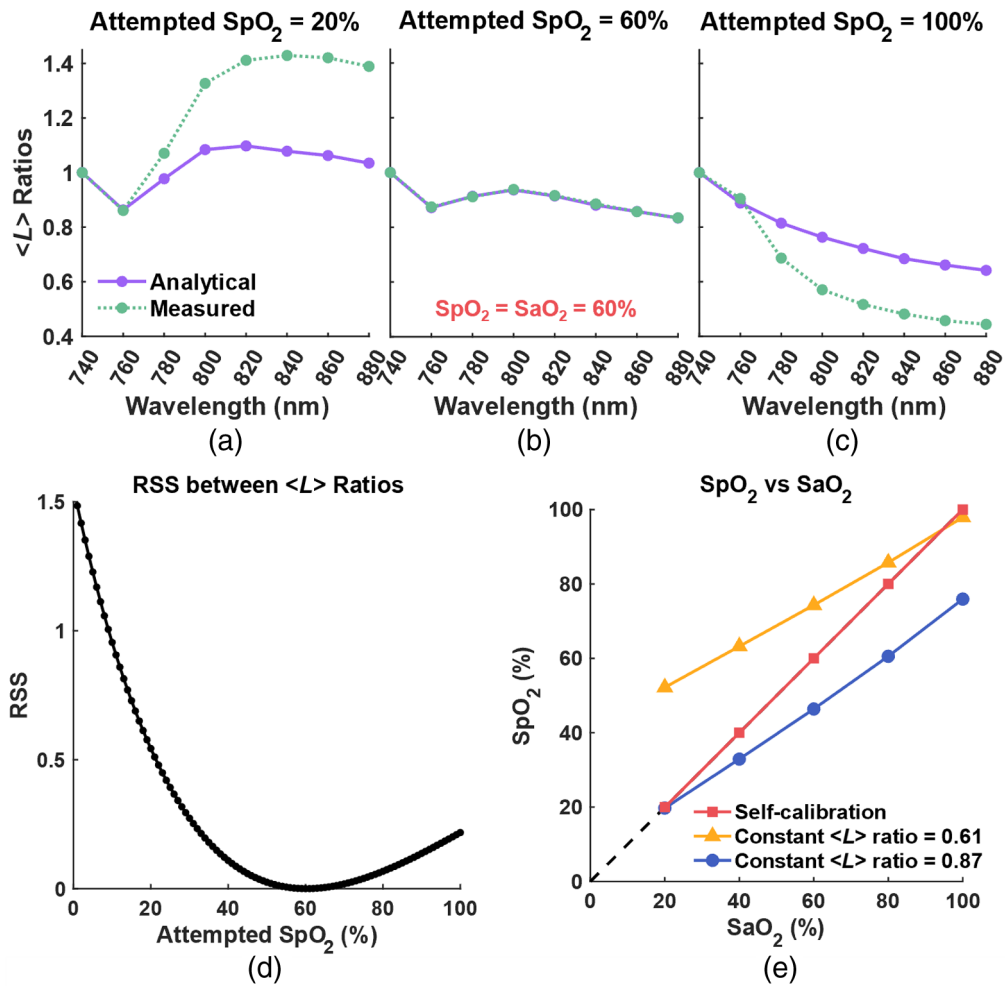 Attempted SpO2 = 20%
Attempted SpO2 = 60%
Attempted SpO2 = 100%
<L> Ratios
1.4
1.2
1
0.8
0.6
0.4
Analytical
Measured
SpO2 = SaO2 = 60%
740 760 780 800 820 840 860 880
740 760 780 800 820 840 860 880
740 760 780 800 820 840 860 880
Wavelength (nm)
Wavelength (nm)
Wavelength (nm)
(a)
(b)
(c)
RSS between <L> Ratios
RSS
1.5
1
0.5
0
0 20 40 60 80 100
Attempted SpO2 (%)
(d)
SpO2 vs SaO2
SpO2 (%)
100
80
60
40
20
0
Self-calibration
Constant <L> ratio = 0.61
Constant <L> ratio = 0.87
0 20 40 60 80 100
SaO2 (%)
(e)